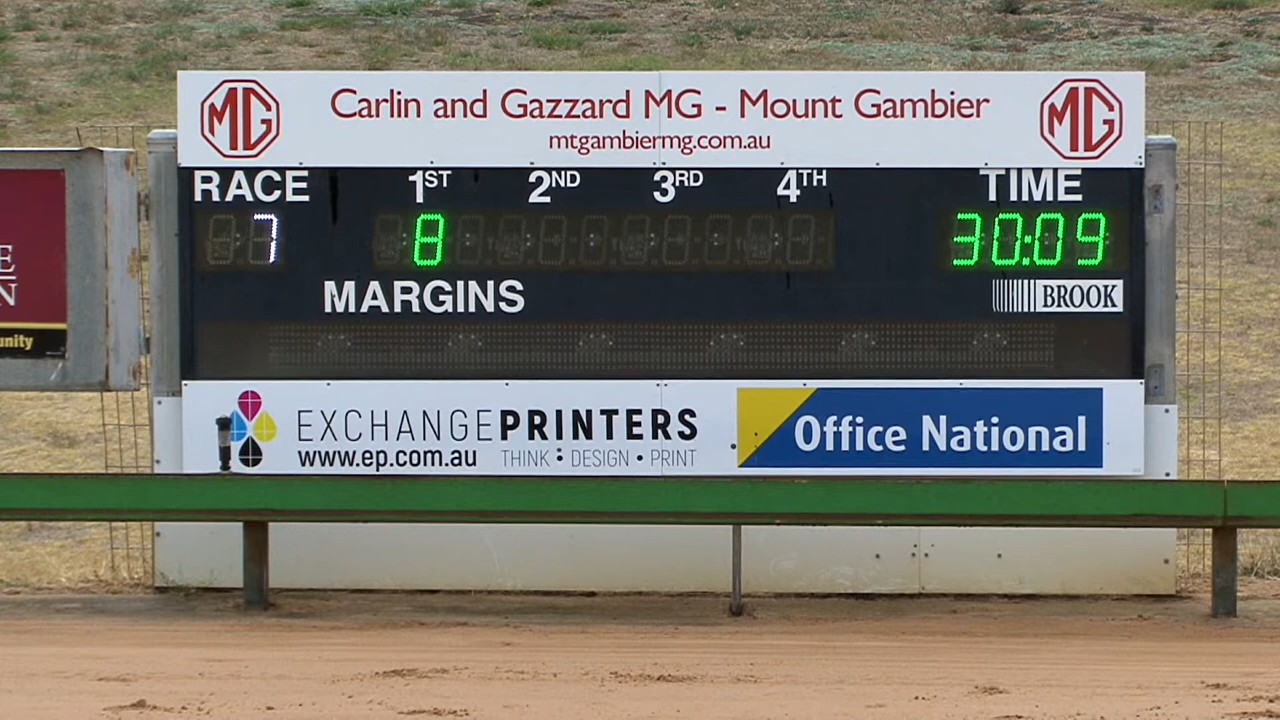 MG Carlin and Gazzard MG - Mount Gambier MG
mtgambiermg.com.au
RACE 1ST 2ND 3RD 4TH TIME
7 8 30:09
MARGINS BROOK
E
N
unity
EXCHANGEPRINTERS
www.ep.com.au THINK • DESIGN • PRINT
Office National